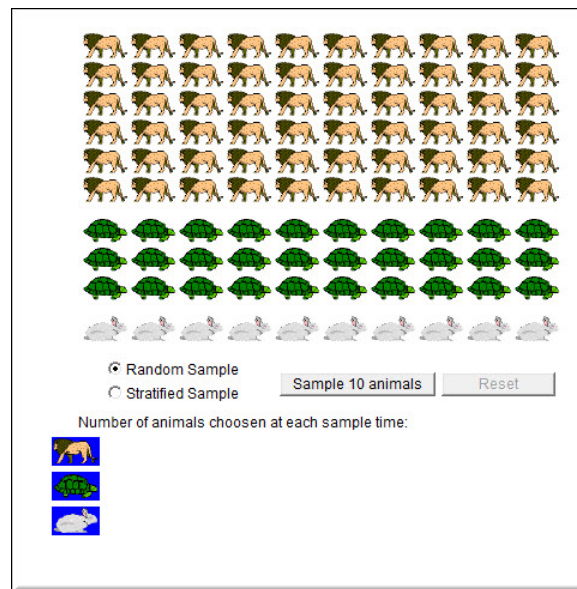 Random Sample
Stratified Sample
Sample 10 animals
Reset
Number of animals choosen at each sample time: